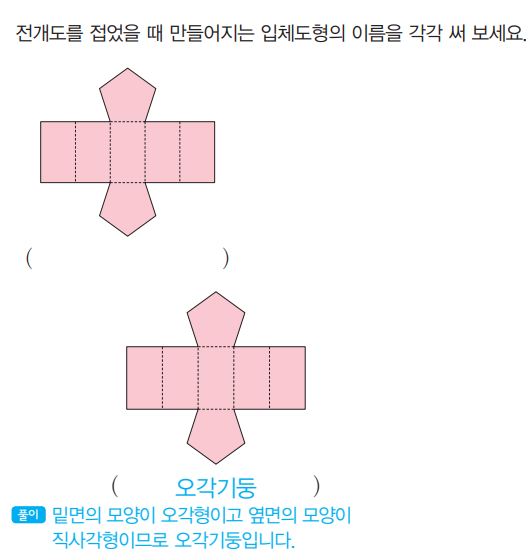 전개도를 접었을 때 만들어지는 입체도형의 이름을 각각 써 보세요.
( )
( 오각기둥 )
풀이 밑면의 모양이 오각형이고 옆면의 모양이
직사각형이므로 오각기둥입니다.